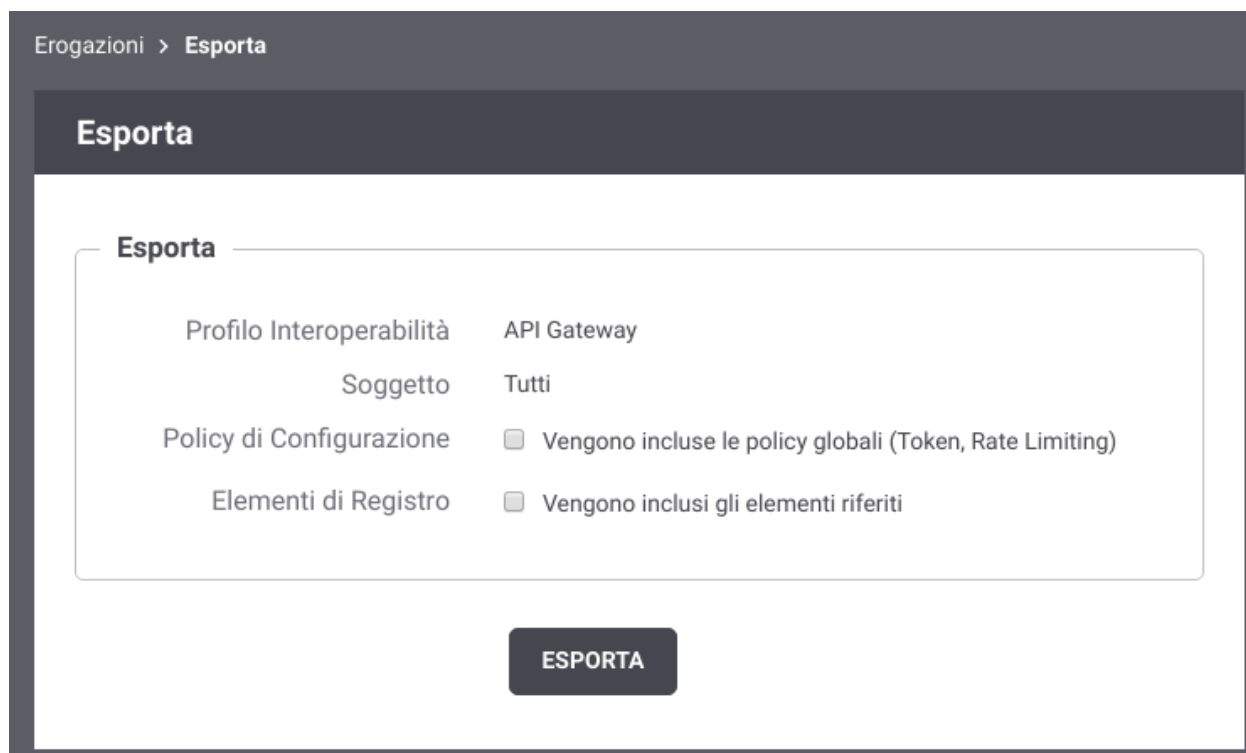 Erogazioni > Esporta
Esporta
Esporta
Profilo Interoperabilità API Gateway
Soggetto Tutti
Policy di Configurazione Vengono incluse le policy globali (Token, Rate Limiting)
Elementi di Registro Vengono inclusi gli elementi riferiti
ESPORTA